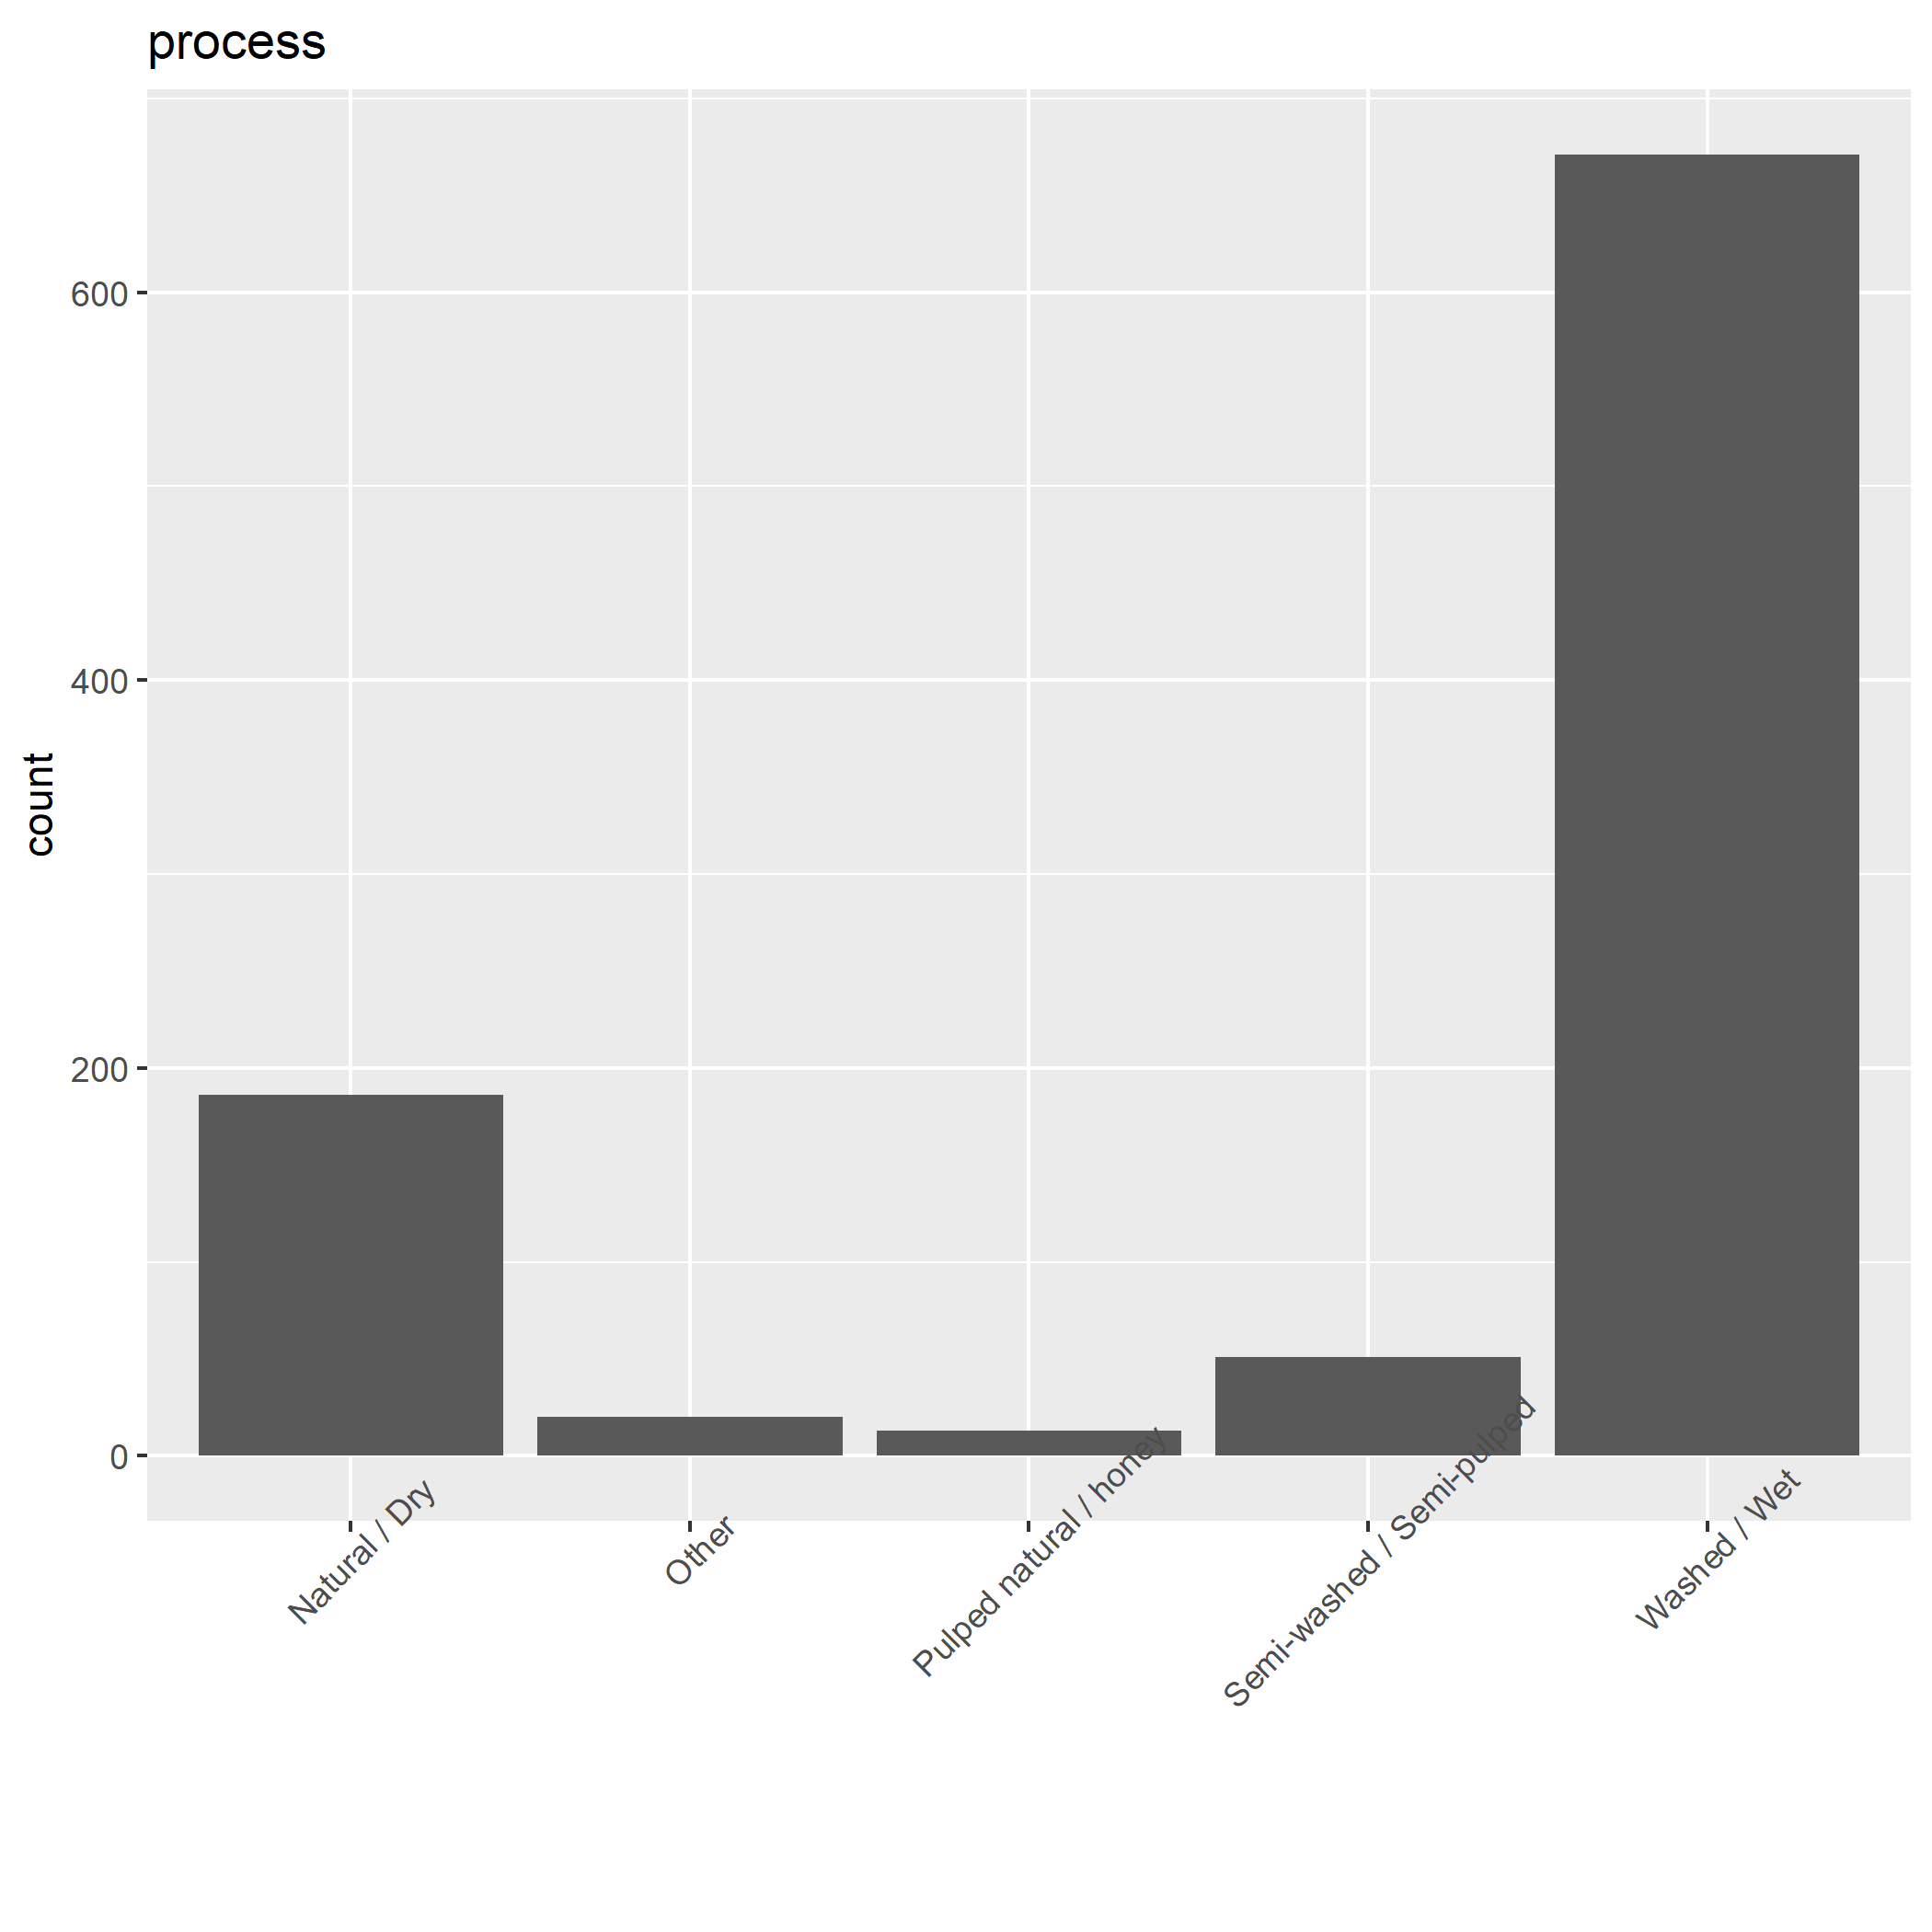 process
count
600
400
200
0
Natural / Dry
Other
Pulped natural / honey
Semi-washed / Semi-pulped
Washed / Wet